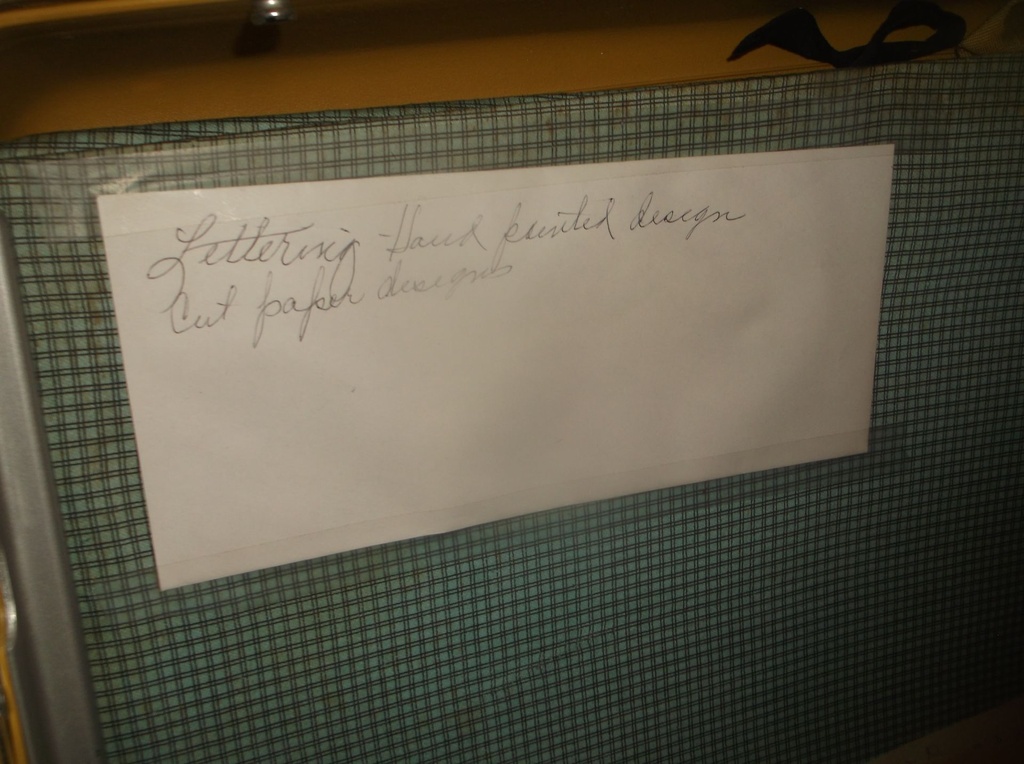 Lettering - Hand painted design
Cut paper designs